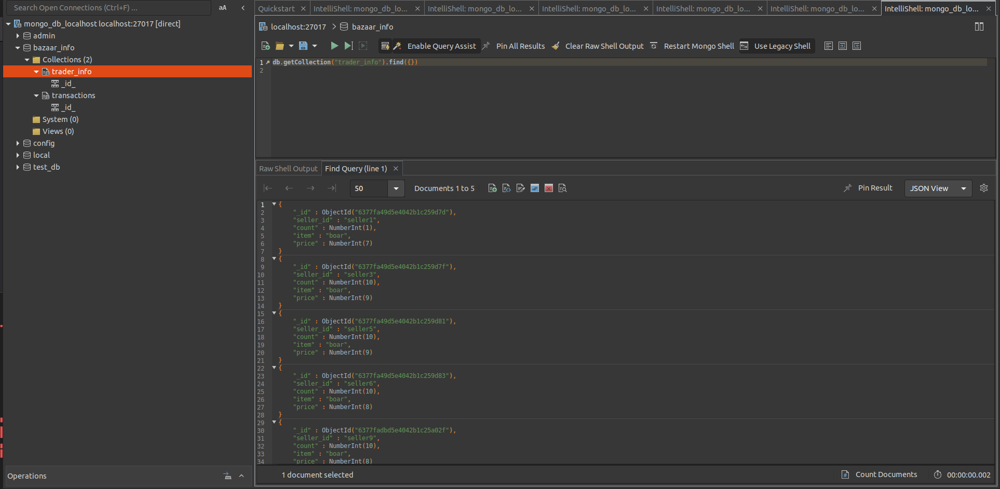 Search Open Connections (Ctrl+F) ...
aA
mongo_db_localhost localhost:27017 [direct]
admin
bazaar_info
Collections (2)
trader_info
_id_
transactions
_id_
System (0)
Views (0)
config
local
test_db
Operations
Quickstart
IntelliShell: mongo_db_lo...
IntelliShell: mongo_db_lo...
IntelliShell: mongo_db_lo...
IntelliShell: mongo_db_lo...
IntelliShell: mongo_db_lo...
IntelliShell: mongo_db_lo...
localhost:27017 > bazaar_info
Enable Query Assist
Pin All Results
Clear Raw Shell Output
Restart Mongo Shell
Use Legacy Shell
1 db.getCollection("trader_info").find({})
2
Raw Shell Output
Find Query (line 1)
50
Documents 1 to 5
Pin Result
JSON View
1 {
2 "_id" : ObjectId("6377fa49d5e4042b1c259d7d"),
3 "seller_id" : "seller1",
4 "count" : NumberInt(1),
5 "item" : "boar",
6 "price" : NumberInt(7)
7 }
8 {
9 "_id" : ObjectId("6377fa49d5e4042b1c259d7f"),
10 "seller_id" : "seller3",
11 "count" : NumberInt(10),
12 "item" : "boar",
13 "price" : NumberInt(9)
14 }
15 {
16 "_id" : ObjectId("6377fa49d5e4042b1c259d81"),
17 "seller_id" : "seller5",
18 "count" : NumberInt(10),
19 "item" : "boar",
20 "price" : NumberInt(9)
21 }
22 {
23 "_id" : ObjectId("6377fa49d5e4042b1c259d83"),
24 "seller_id" : "seller6",
25 "count" : NumberInt(10),
26 "item" : "boar",
27 "price" : NumberInt(8)
28 }
29 {
30 "_id" : ObjectId("6377fadbd5e4042b1c25a02f"),
31 "seller_id" : "seller9",
32 "count" : NumberInt(10),
33 "item" : "boar",
34 "price" : NumberInt(8)
1 document selected
Count Documents
00:00:00.002